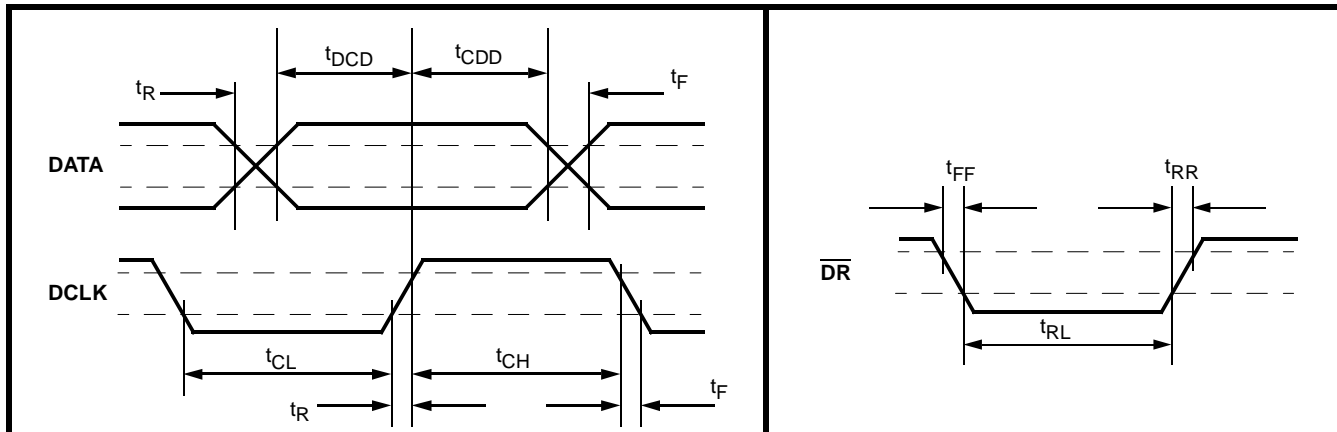 tDCD
tCDD
tR
tF
DATA
DCLK
tCL
tCH
tR
tF
tFF
tRR
DR
tRL